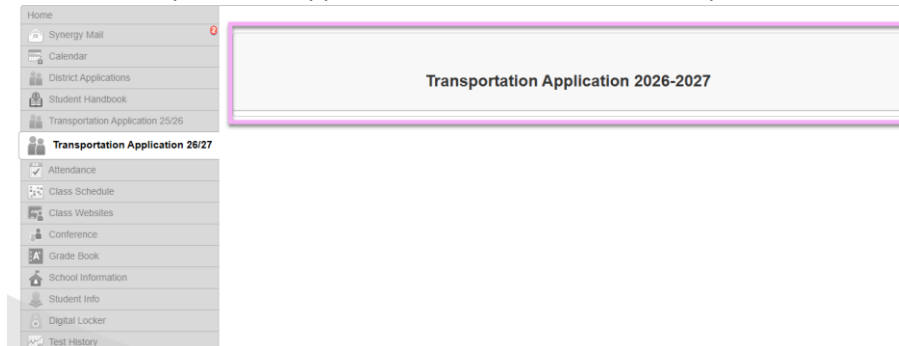 Home
Synergy Mail
2
Calendar
District Applications
Student Handbook
Transportation Application 25/26
Transportation Application 26/27
Attendance
Class Schedule
Class Websites
Conference
Grade Book
School Information
Student Info
Digital Locker
Test History
Transportation Application 2026-2027